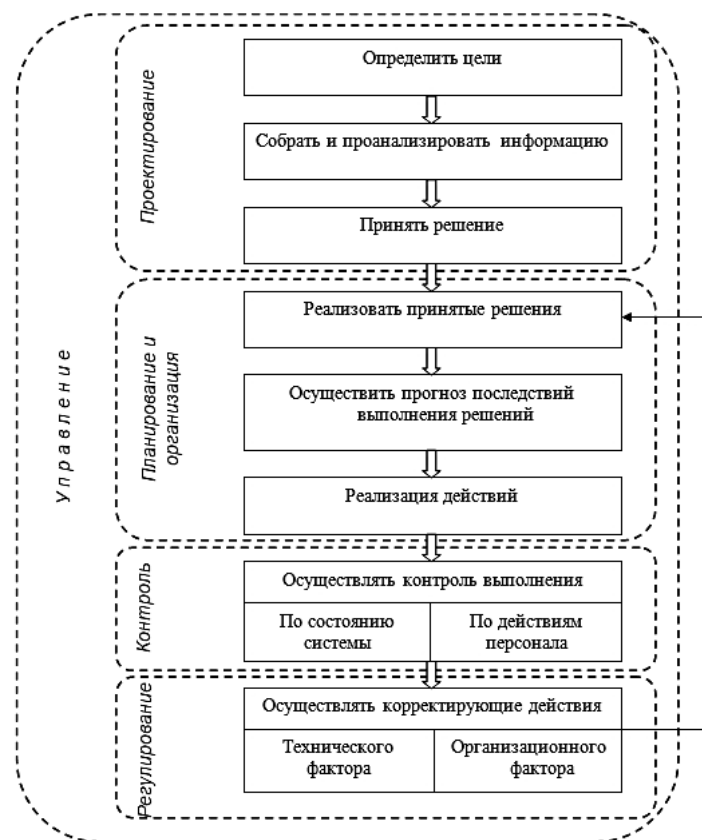 Управление
Проектирование
Определить цели
Собрать и проанализировать информацию
Принять решение
Планирование и
организация
Реализовать принятые решения
Осуществить прогноз последствий
выполнения решений
Реализация действий
Контроль
Осуществлять контроль выполнения
По состоянию
системы
По действиям
персонала
Регулирование
Осуществлять корректирующие действия
Технического
фактора
Организационного
фактора